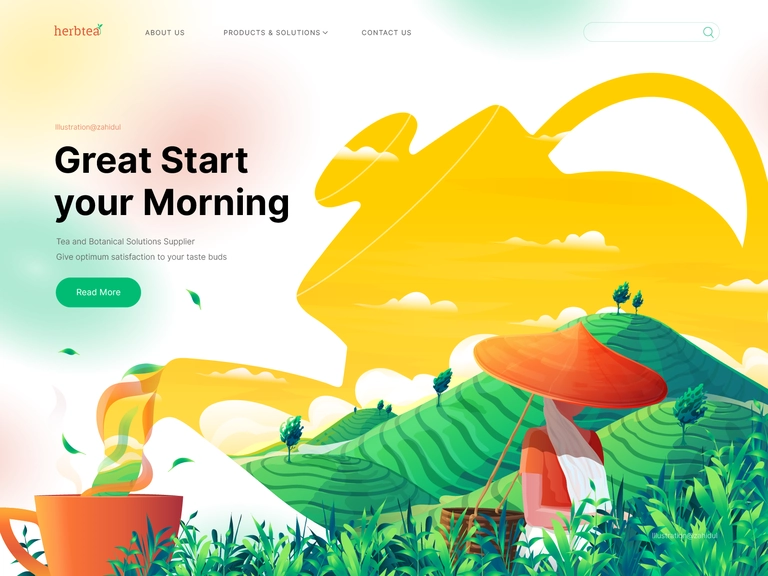 herbtea
ABOUT US
PRODUCTS & SOLUTIONS
CONTACT US
Illustration@zahidul
Great Start
your Morning
Tea and Botanical Solutions Supplier
Give optimum satisfaction to your taste buds
Read More
Illustration@zahidul